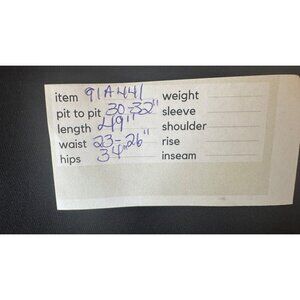 item 91A441 weight
pit to pit 30-32" sleeve
length 49" shoulder
waist 23-26" rise
hips 34" inseam